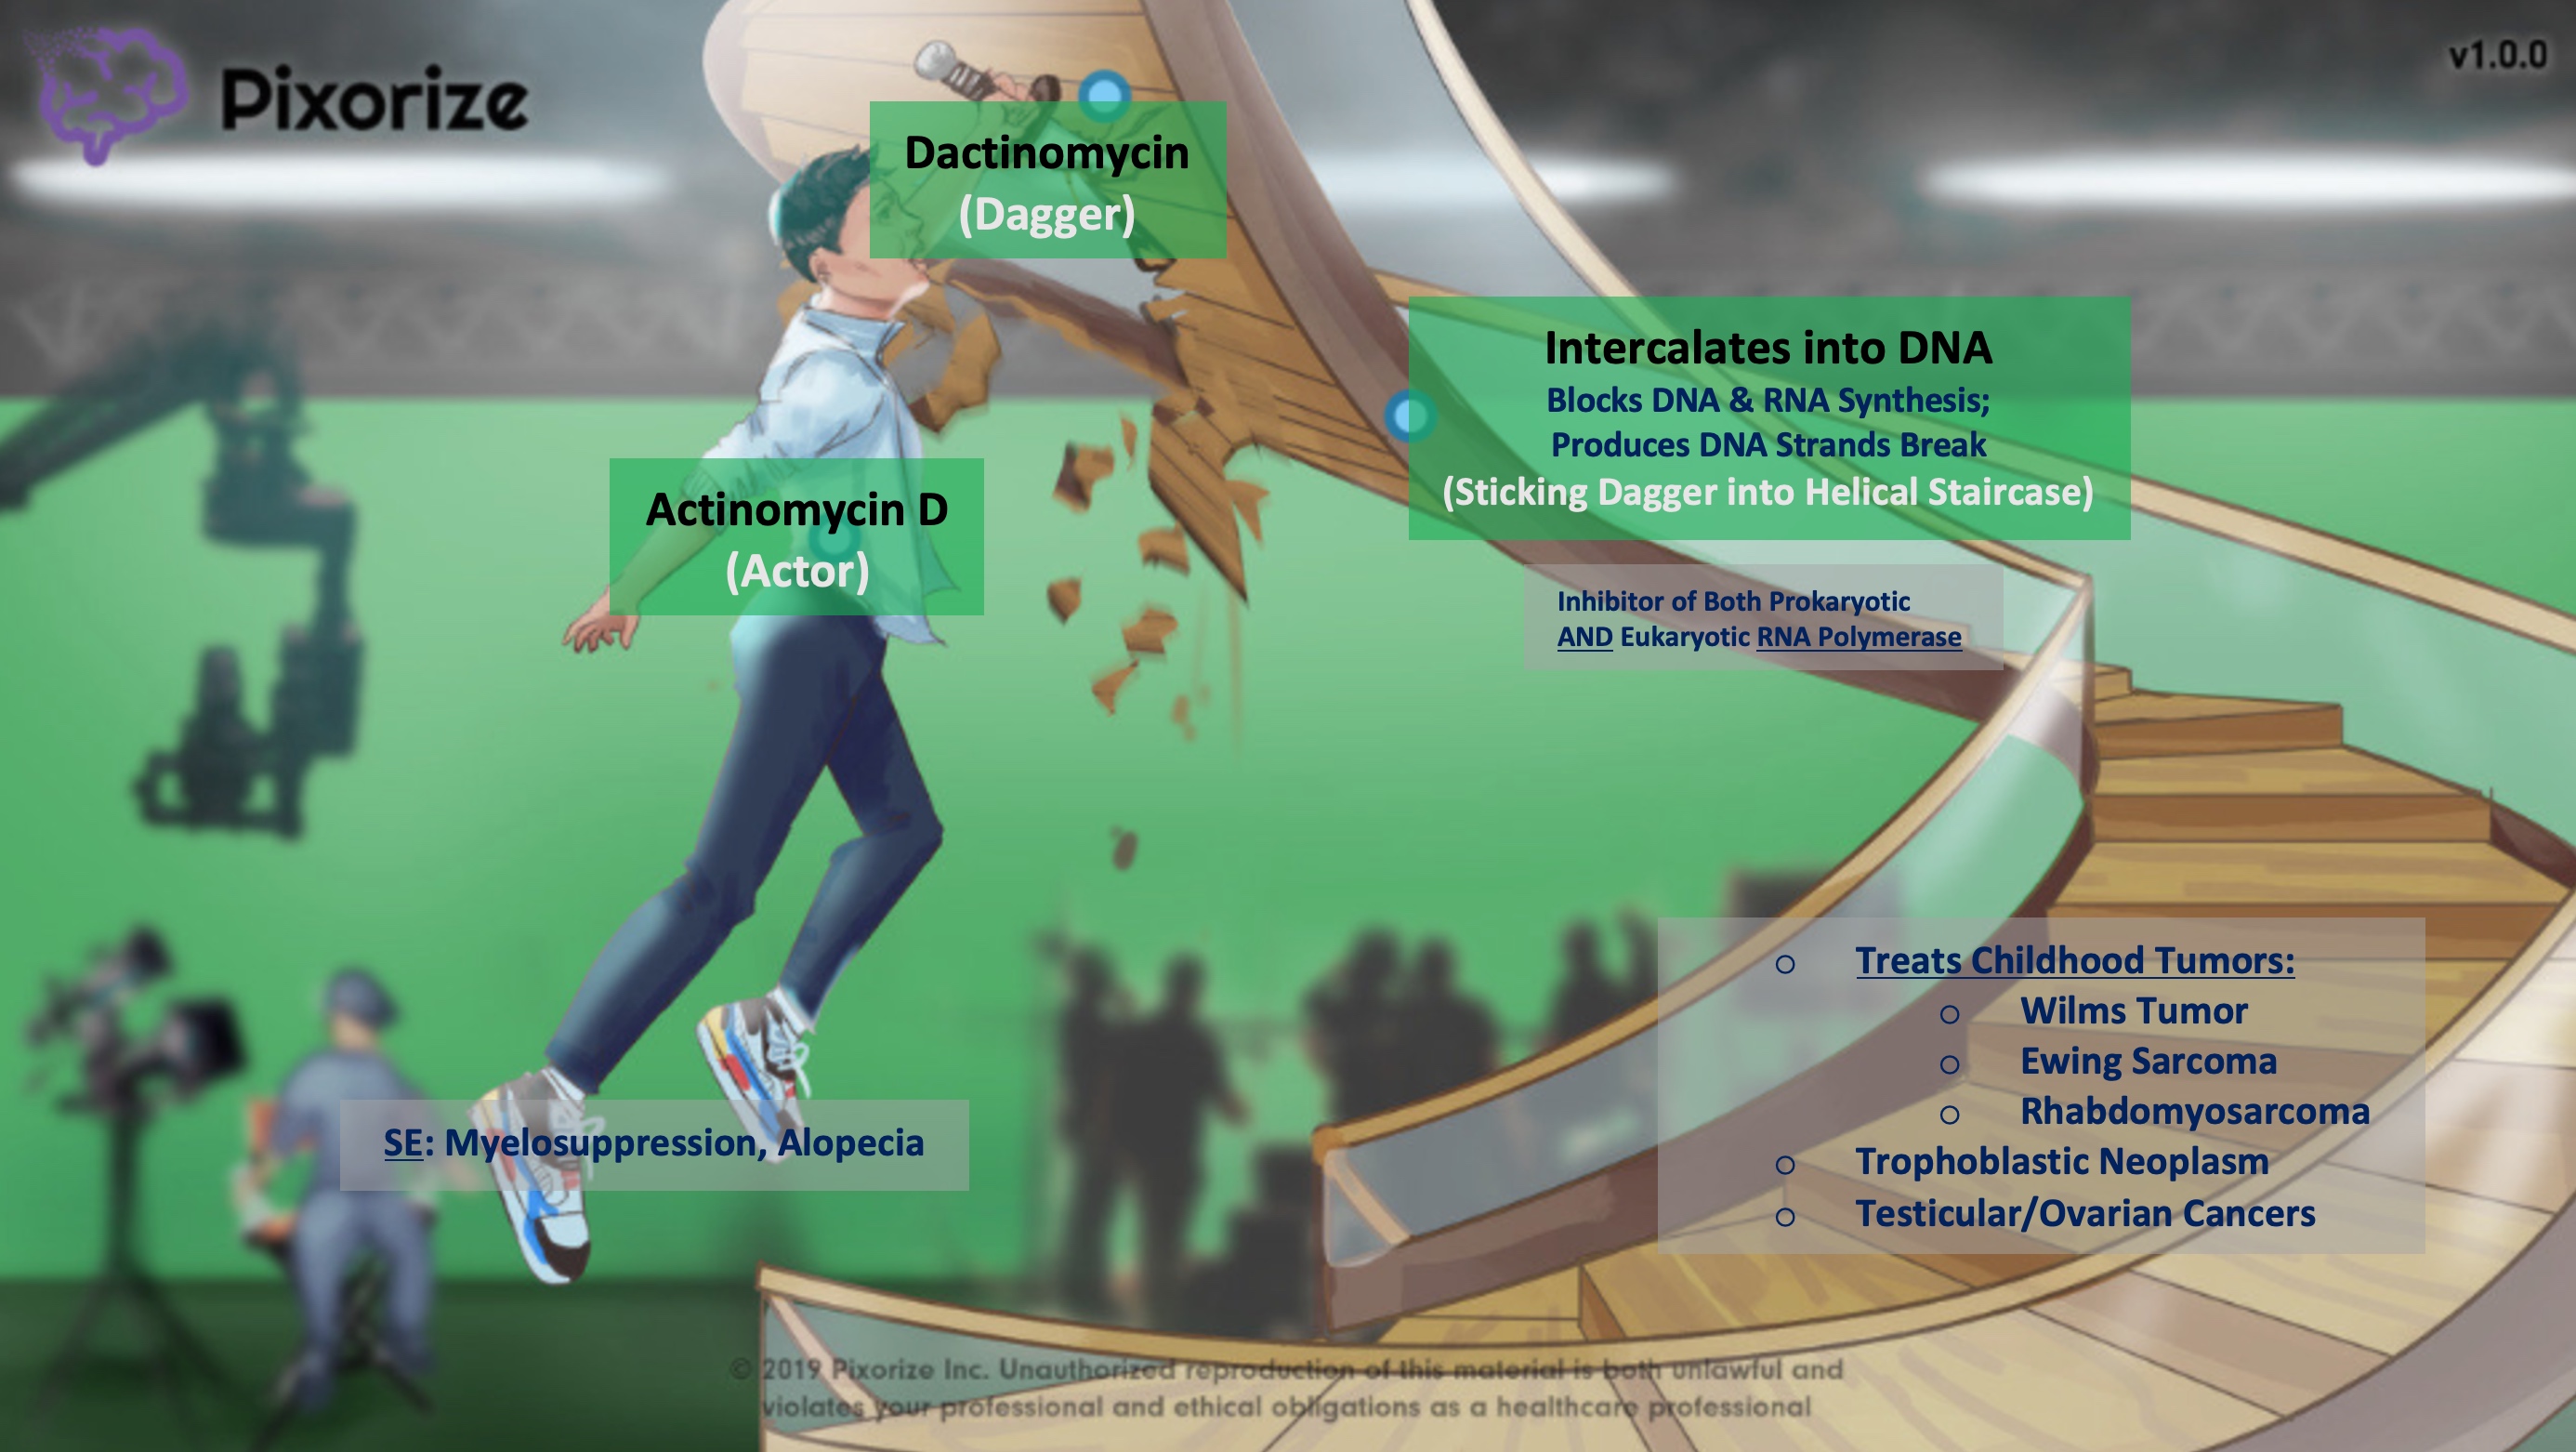 Pixorize
v1.0.0
Dactinomycin
(Dagger)
Intercalates into DNA
Blocks DNA & RNA Synthesis;
Produces DNA Strands Break
(Sticking Dagger into Helical Staircase)
Actinomycin D
(Actor)
Inhibitor of Both Prokaryotic
AND Eukaryotic RNA Polymerase
○ Treats Childhood Tumors:
○ Wilms Tumor
○ Ewing Sarcoma
○ Rhabdomyosarcoma
○ Trophoblastic Neoplasm
○ Testicular/Ovarian Cancers
SE: Myelosuppression, Alopecia
© 2019 Pixorize Inc. Unauthorized reproduction of this material is both unlawful and
violates your professional and ethical obligations as a healthcare professional